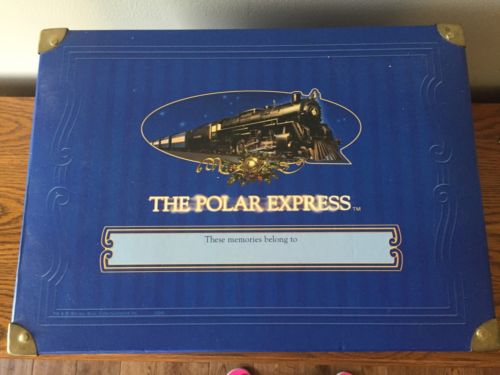 THE POLAR EXPRESS™
These memories belong to